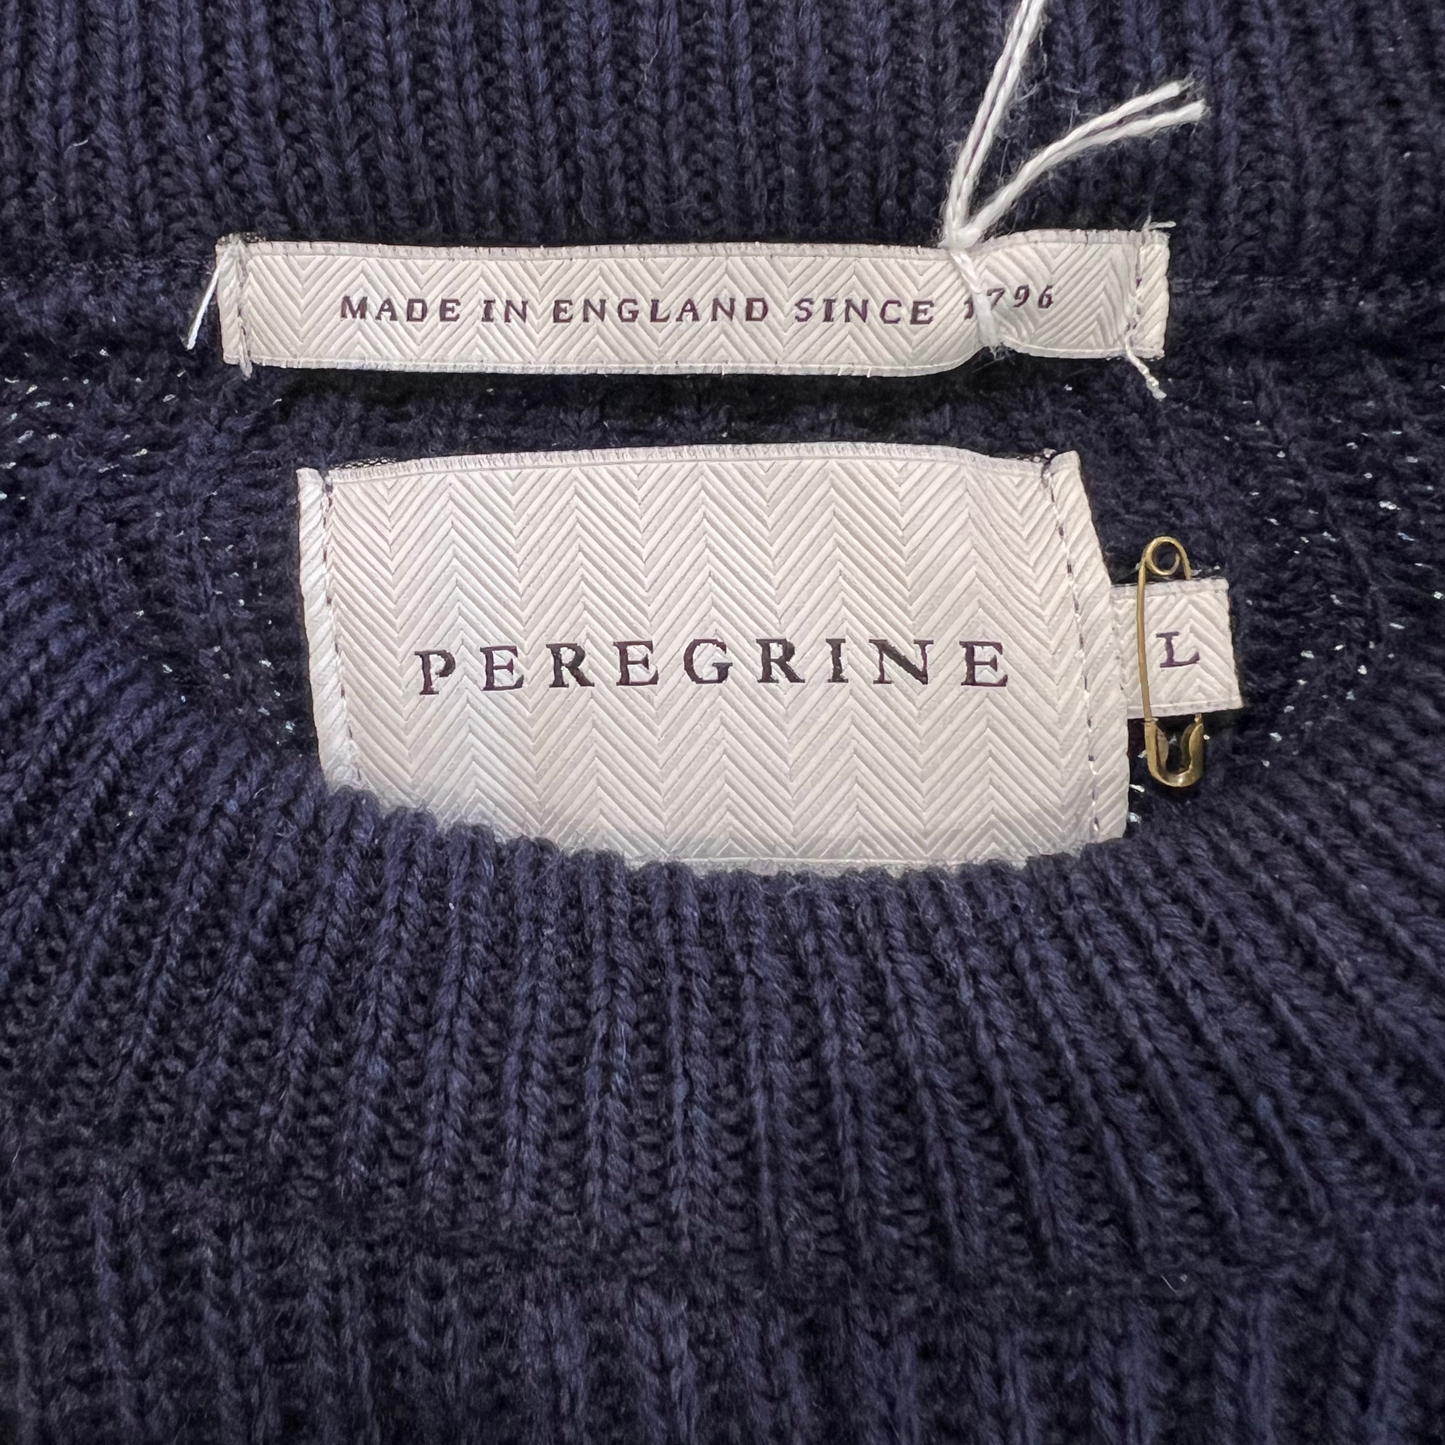 MADE IN ENGLAND SINCE 1796
PEREGRINE
L